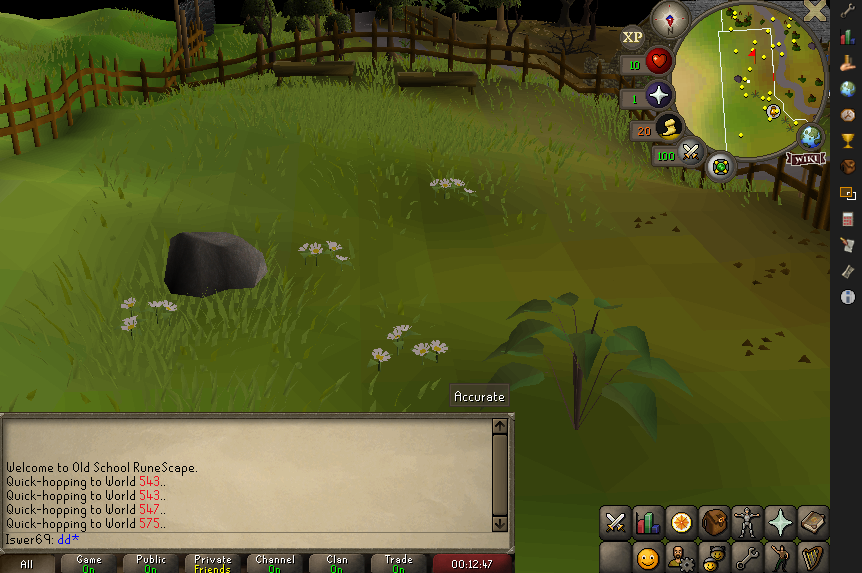 XP
10
1
20
100
WIKI
N
Accurate
Welcome to Old School RuneScape.
Quick-hopping to World 543..
Quick-hopping to World 543..
Quick-hopping to World 547..
Quick-hopping to World 575..
Iswer69: dd*
All
Game
On
Public
On
Private
Friends
Channel
On
Clan
On
Trade
On
00:12:47